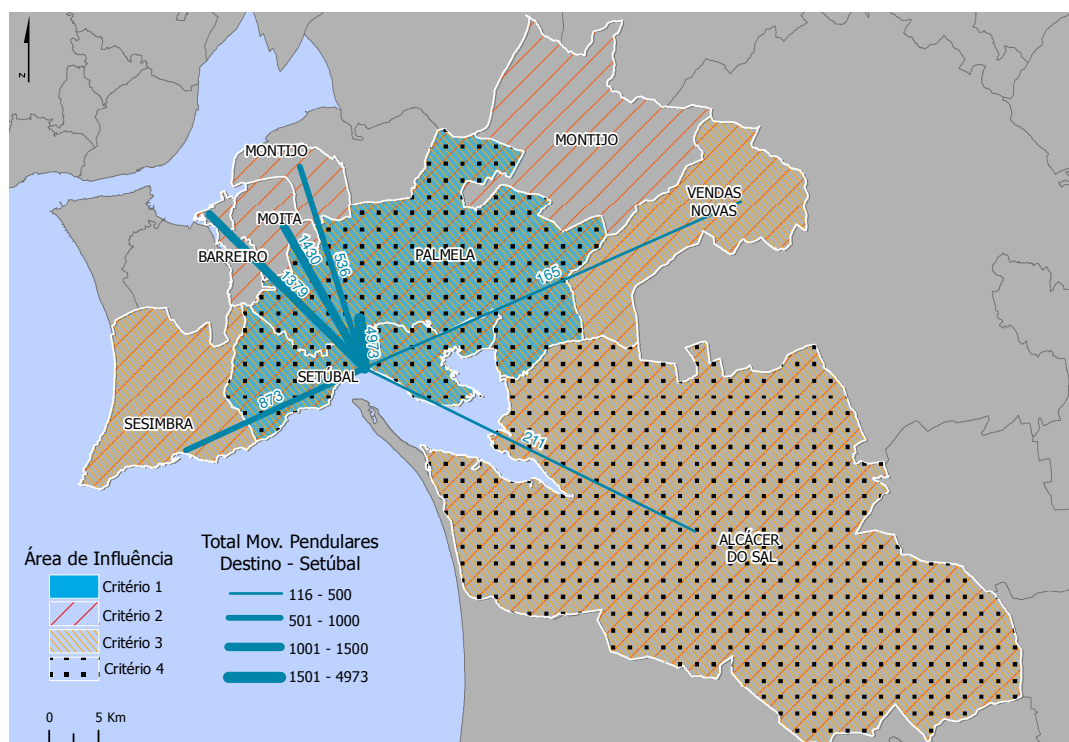 N
MONTIJO
MONTIJO
VENDAS
NOVAS
MOITA
BARREIRO
PALMELA
1430
536
1379
165
4973
SETÚBAL
873
SESIMBRA
211
ALCÁCER
DO SAL
Área de Influência
Critério 1
Critério 2
Critério 3
Critério 4
Total Mov. Pendulares
Destino - Setúbal
116 - 500
501 - 1000
1001 - 1500
1501 - 4973
0 5 Km